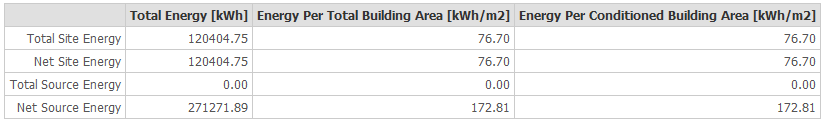 Total Energy [kWh] Energy Per Total Building Area [kWh/m2] Energy Per Conditioned Building Area [kWh/m2]
Total Site Energy 120404.75 76.70 76.70
Net Site Energy 120404.75 76.70 76.70
Total Source Energy 0.00 0.00 0.00
Net Source Energy 271271.89 172.81 172.81